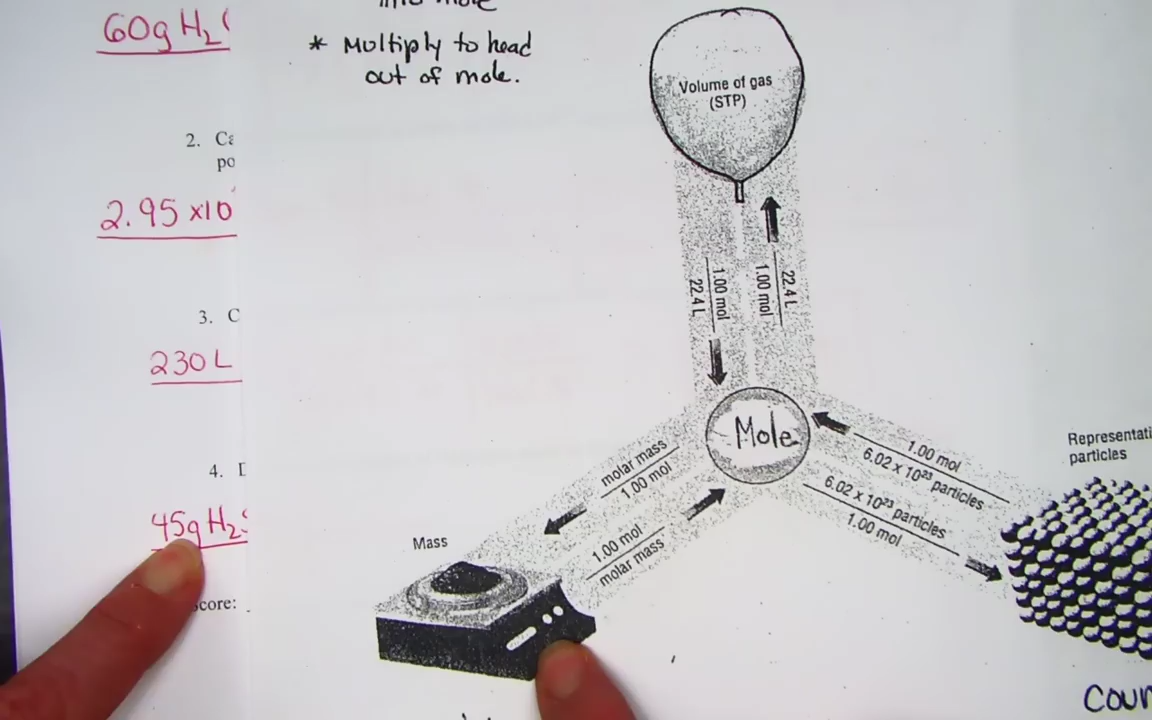 60g H₂
* Multiply to head
out of mole.
Volume of gas
(STP)
2.
2.95 x10
1.00 mol
22.4 L
22.4 L
1.00 mol
3. C
230 L
Mole
Representati
particles
molar mass
1.00 mol
1.00 mol
6.02 x 10²³ particles
4.
45g H₂
6.02 x 10²³ particles
1.00 mol
Mass
1.00 mol
molar mass
core:
Cour